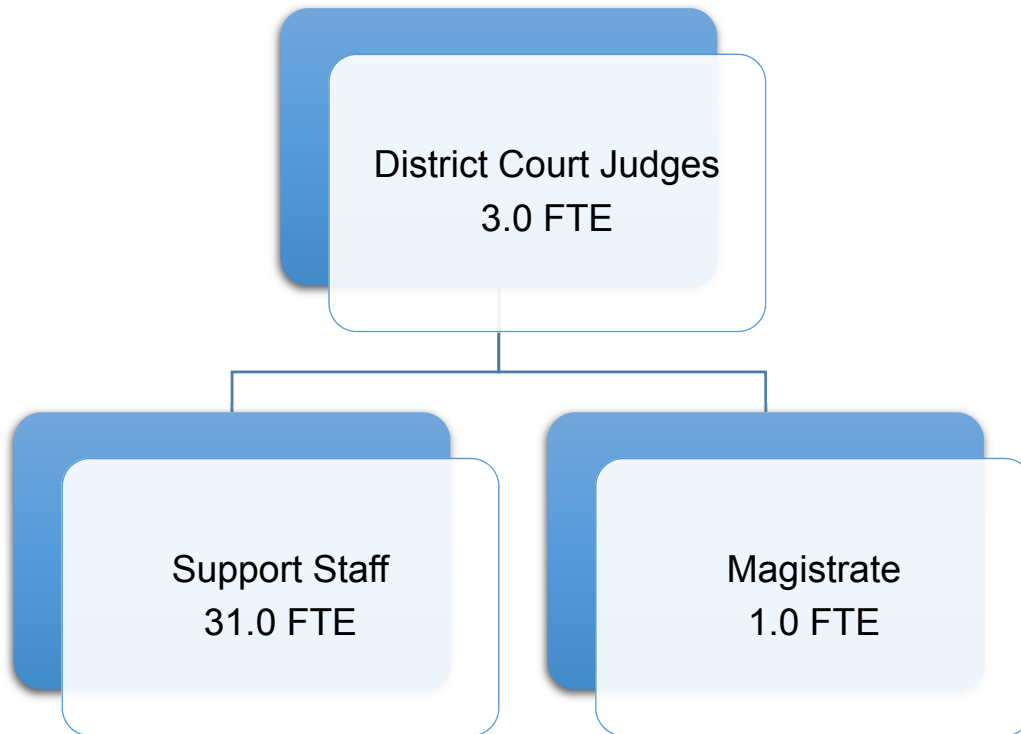 District Court Judges
3.0 FTE
Support Staff
31.0 FTE
Magistrate
1.0 FTE